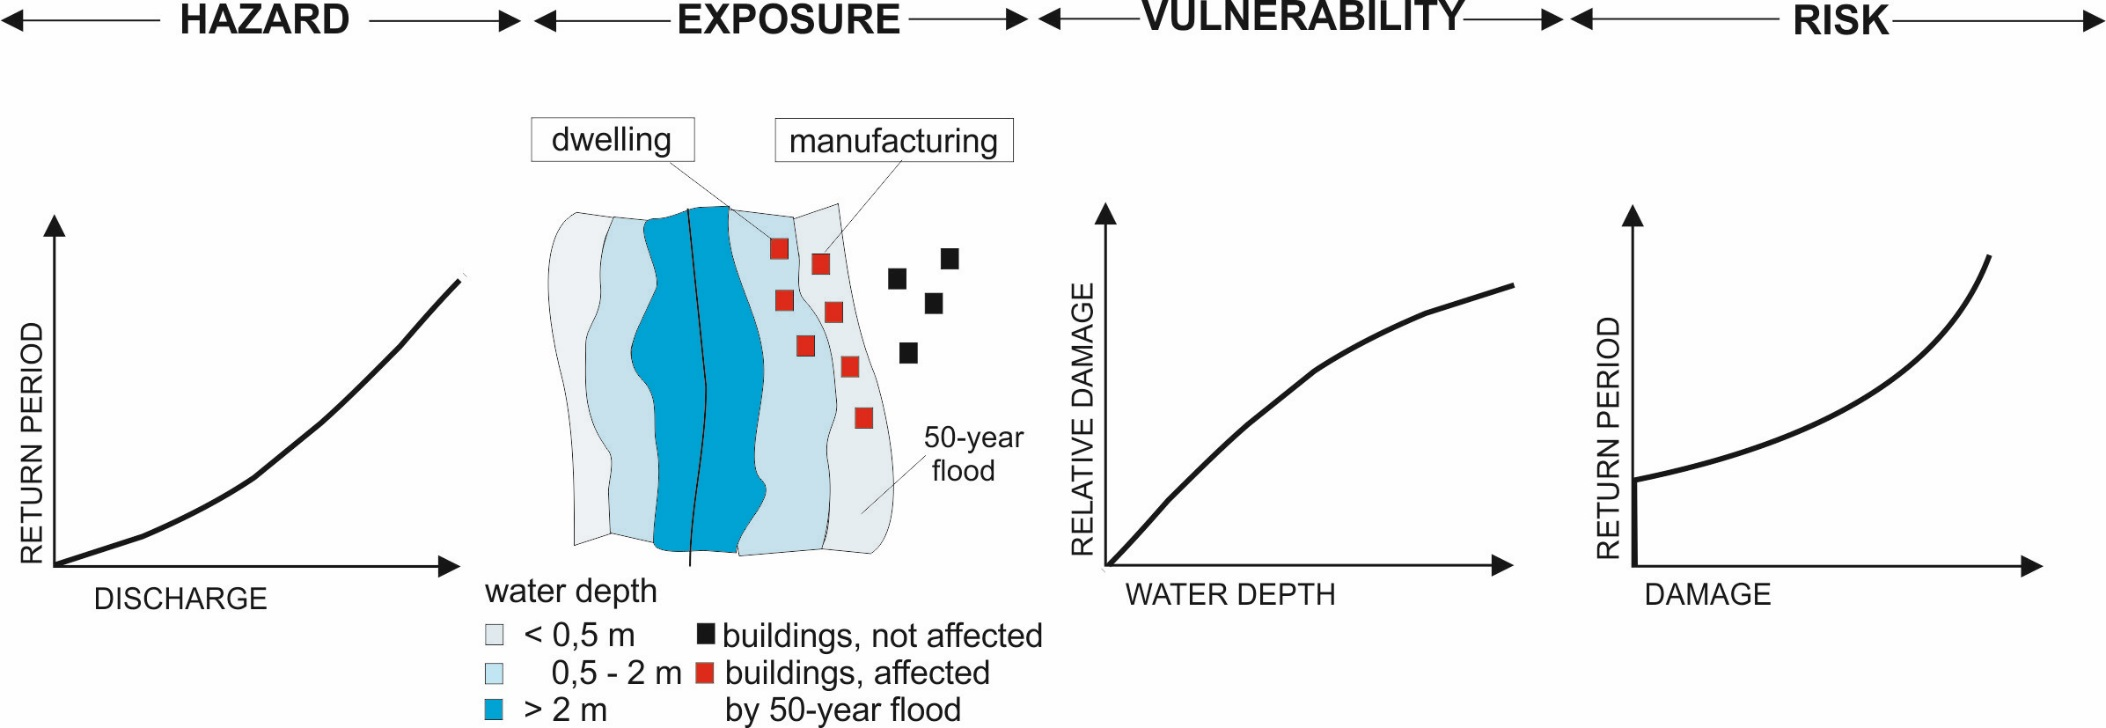 HAZARD
EXPOSURE
VULNERABILITY
RISK
dwelling
manufacturing
RETURN PERIOD
DISCHARGE
50-year
flood
water depth
< 0,5 m
0,5 - 2 m
> 2 m
buildings, not affected
buildings, affected
by 50-year flood
RELATIVE DAMAGE
WATER DEPTH
RETURN PERIOD
DAMAGE